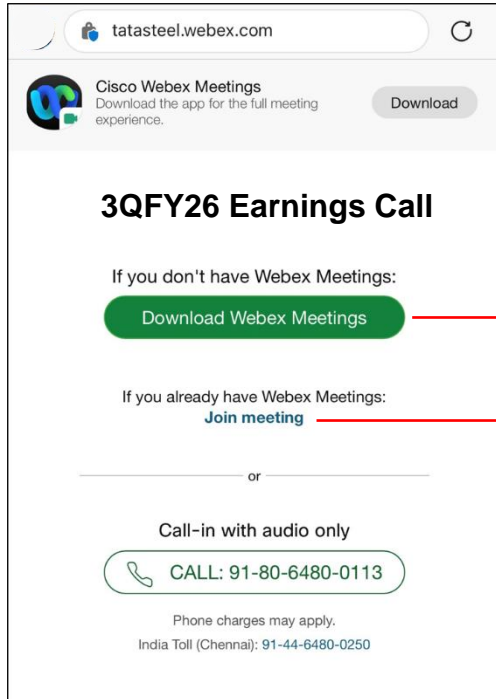 tatasteel.webex.com
Cisco Webex Meetings
Download the app for the full meeting
experience.
Download
3QFY26 Earnings Call
If you don't have Webex Meetings:
Download Webex Meetings
If you already have Webex Meetings:
Join meeting
or
Call-in with audio only
CALL: 91-80-6480-0113
Phone charges may apply.
India Toll (Chennai): 91-44-6480-0250